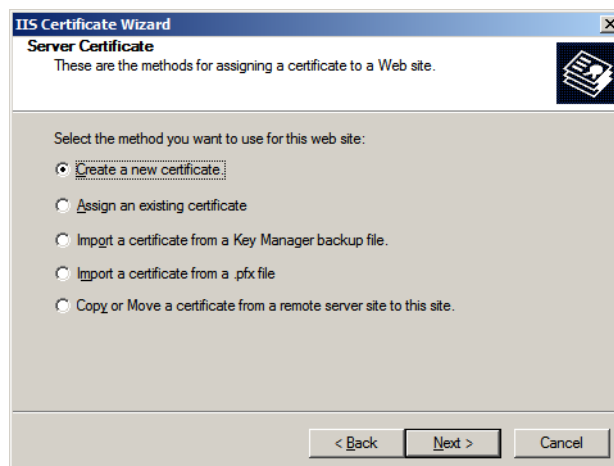 IIS Certificate Wizard
Server Certificate
These are the methods for assigning a certificate to a Web site.
Select the method you want to use for this web site:
Create a new certificate.
Assign an existing certificate
Import a certificate from a Key Manager backup file.
Import a certificate from a .pfx file
Copy or Move a certificate from a remote server site to this site.
< Back Next > Cancel